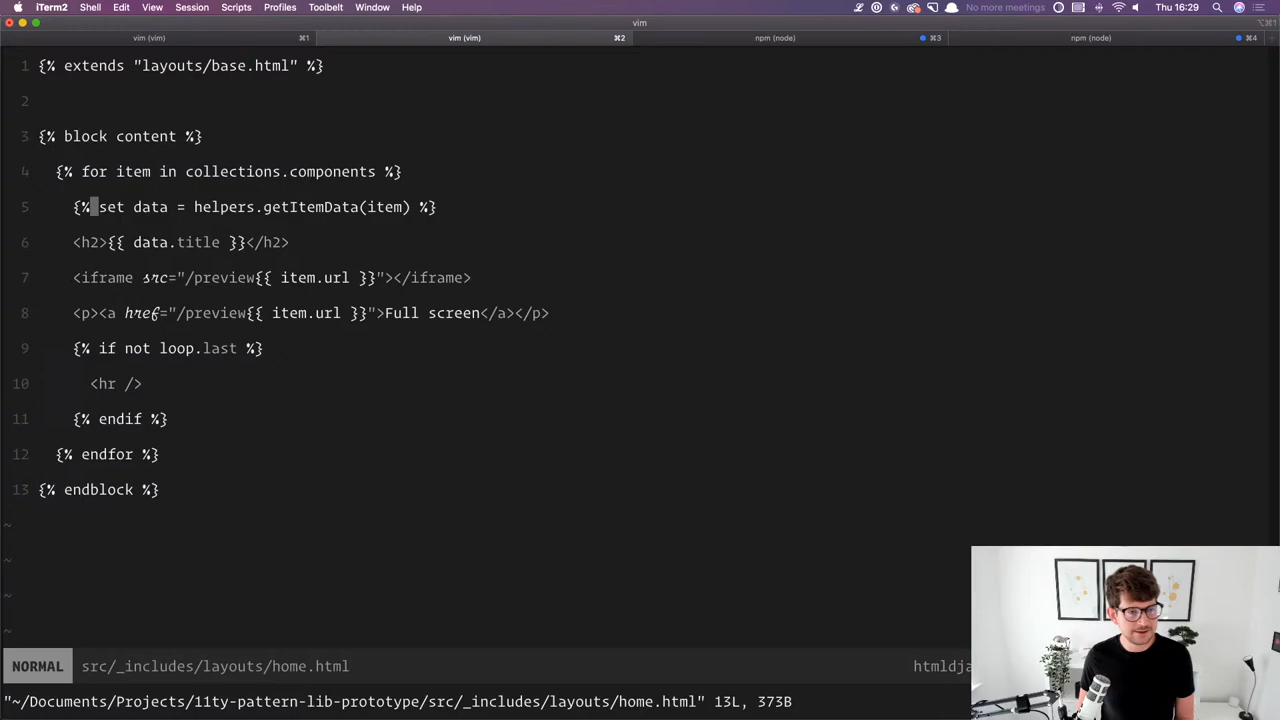 iTerm2 Shell Edit View Session Scripts Profiles Toolbelt Window Help No more meetings Thu 16:29
vim ⌥⌘1
vim (vim) ⌘1 vim (vim) ⌘2 npm (node) ⌘3 npm (node) ⌘4
1 {% extends "layouts/base.html" %}
2
3 {% block content %}
4 {% for item in collections.components %}
5 {% set data = helpers.getItemData(item) %}
6 <h2>{{ data.title }}</h2>
7 <iframe src="/preview{{ item.url }}"></iframe>
8 <p><a href="/preview{{ item.url }}">Full screen</a></p>
9 {% if not loop.last %}
10 <hr />
11 {% endif %}
12 {% endfor %}
13 {% endblock %}
~
~
~
~
NORMAL src/_includes/layouts/home.html htmldja
"~/Documents/Projects/11ty-pattern-lib-prototype/src/_includes/layouts/home.html" 13L, 373B